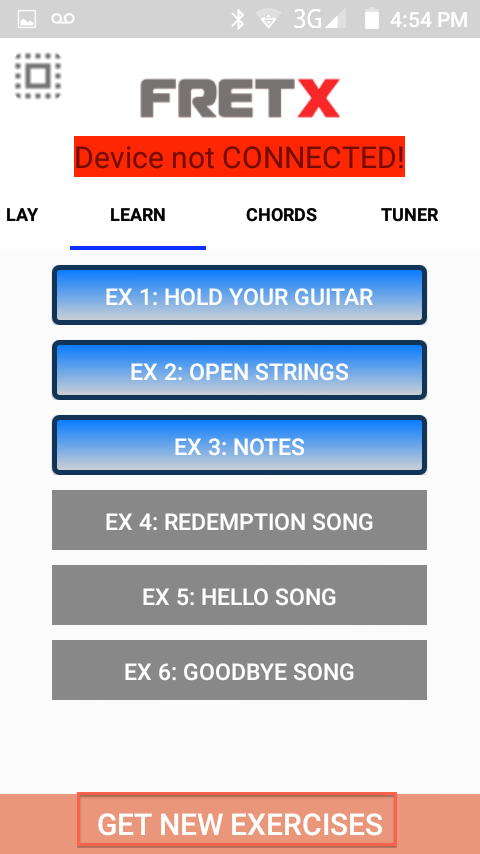 3G 4:54 PM
FRETX
Device not CONNECTED!
LAY LEARN CHORDS TUNER
EX 1: HOLD YOUR GUITAR
EX 2: OPEN STRINGS
EX 3: NOTES
EX 4: REDEMPTION SONG
EX 5: HELLO SONG
EX 6: GOODBYE SONG
GET NEW EXERCISES